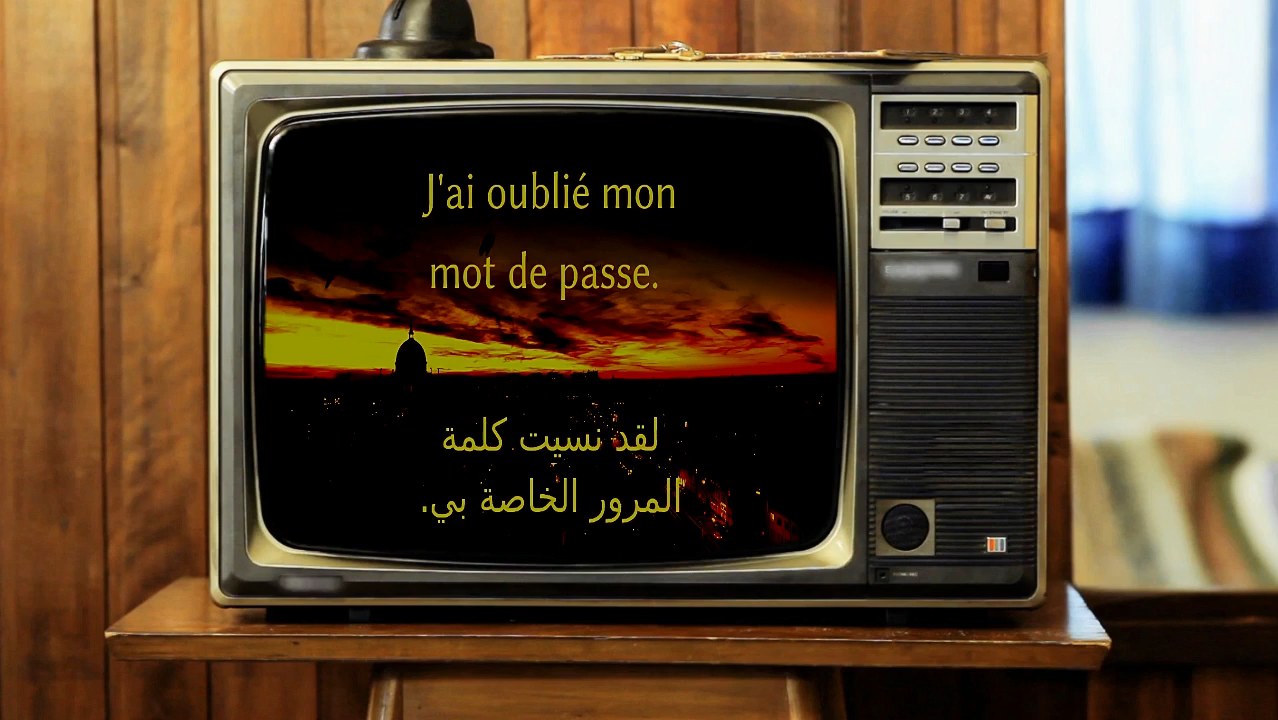 J'ai oublié mon
mot de passe.
لقد نسيت كلمة
المرور الخاصة بي.